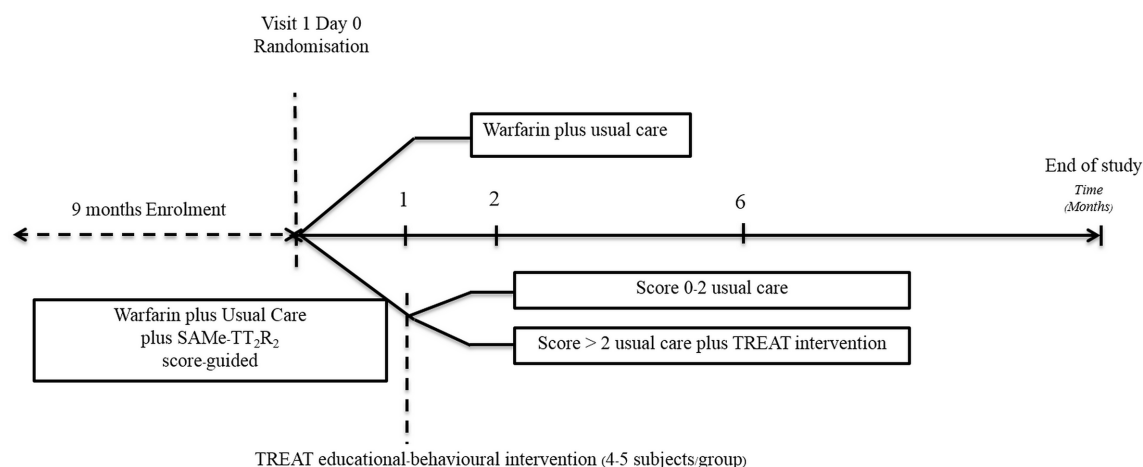 Visit 1 Day 0
Randomisation
Warfarin plus usual care
End of study
Time
(Months)
9 months Enrolment
1
2
6
Score 0-2 usual care
Warfarin plus Usual Care
plus SAMe-TT₂R₂
score-guided
Score > 2 usual care plus TREAT intervention
TREAT educational-behavioural intervention (4-5 subjects/group)